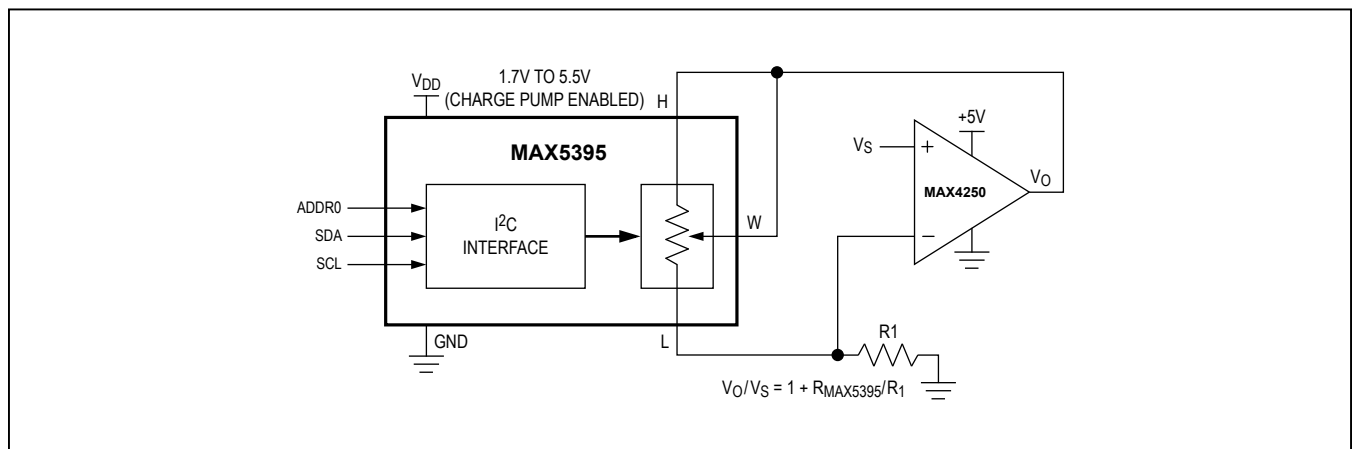 VDD
1.7V TO 5.5V
(CHARGE PUMP ENABLED)
H
MAX5395
ADDR0
SDA
SCL
I2C
INTERFACE
W
GND
L
VS
+
−
+5V
MAX4250
VO
R1
VO/VS = 1 + RMAX5395/R1